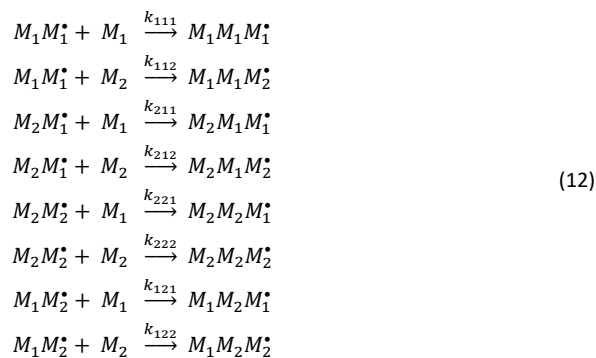 M₁M₁• + M₁ —k₁₁₁→ M₁M₁M₁•
M₁M₁• + M₂ —k₁₁₂→ M₁M₁M₂•
M₂M₁• + M₁ —k₂₁₁→ M₂M₁M₁•
M₂M₁• + M₂ —k₂₁₂→ M₂M₁M₂•
M₂M₂• + M₁ —k₂₂₁→ M₂M₂M₁•
M₂M₂• + M₂ —k₂₂₂→ M₂M₂M₂•
M₁M₂• + M₁ —k₁₂₁→ M₁M₂M₁•
M₁M₂• + M₂ —k₁₂₂→ M₁M₂M₂•
(12)